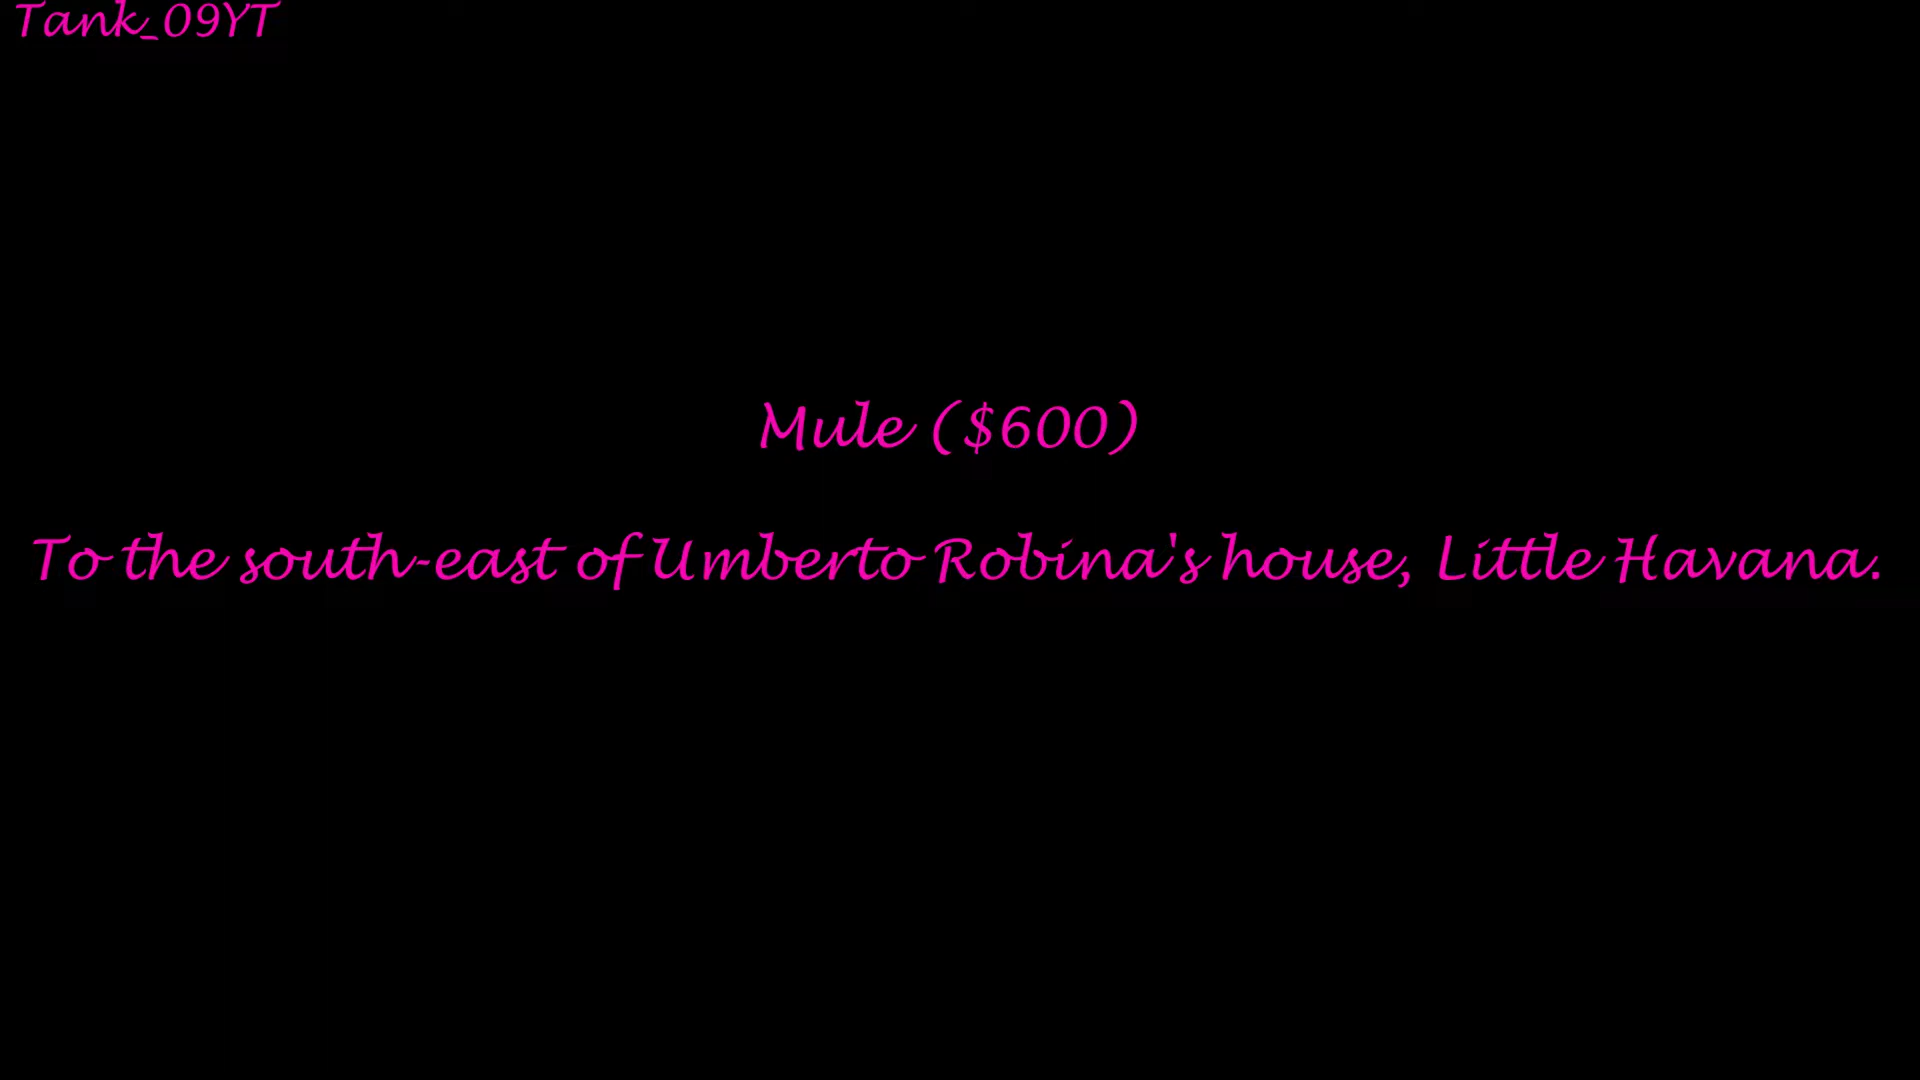 Tank_09YT
Mule ($600)
To the south-east of Umberto Robina's house, Little Havana.